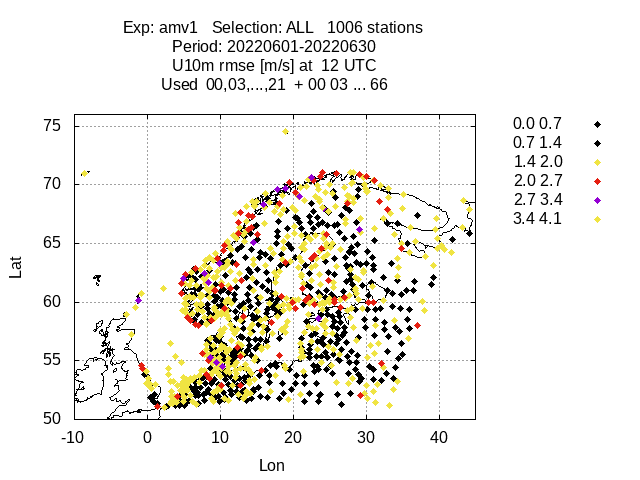 Exp: amv1   Selection: ALL   1006 stations
Period: 20220601-20220630
U10m rmse [m/s] at  12 UTC
Used  00,03,...,21  + 00 03 ... 66
0.0 0.7
0.7 1.4
1.4 2.0
2.0 2.7
2.7 3.4
3.4 4.1
75
70
65
60
55
50
Lat
-10 0 10 20 30 40
Lon